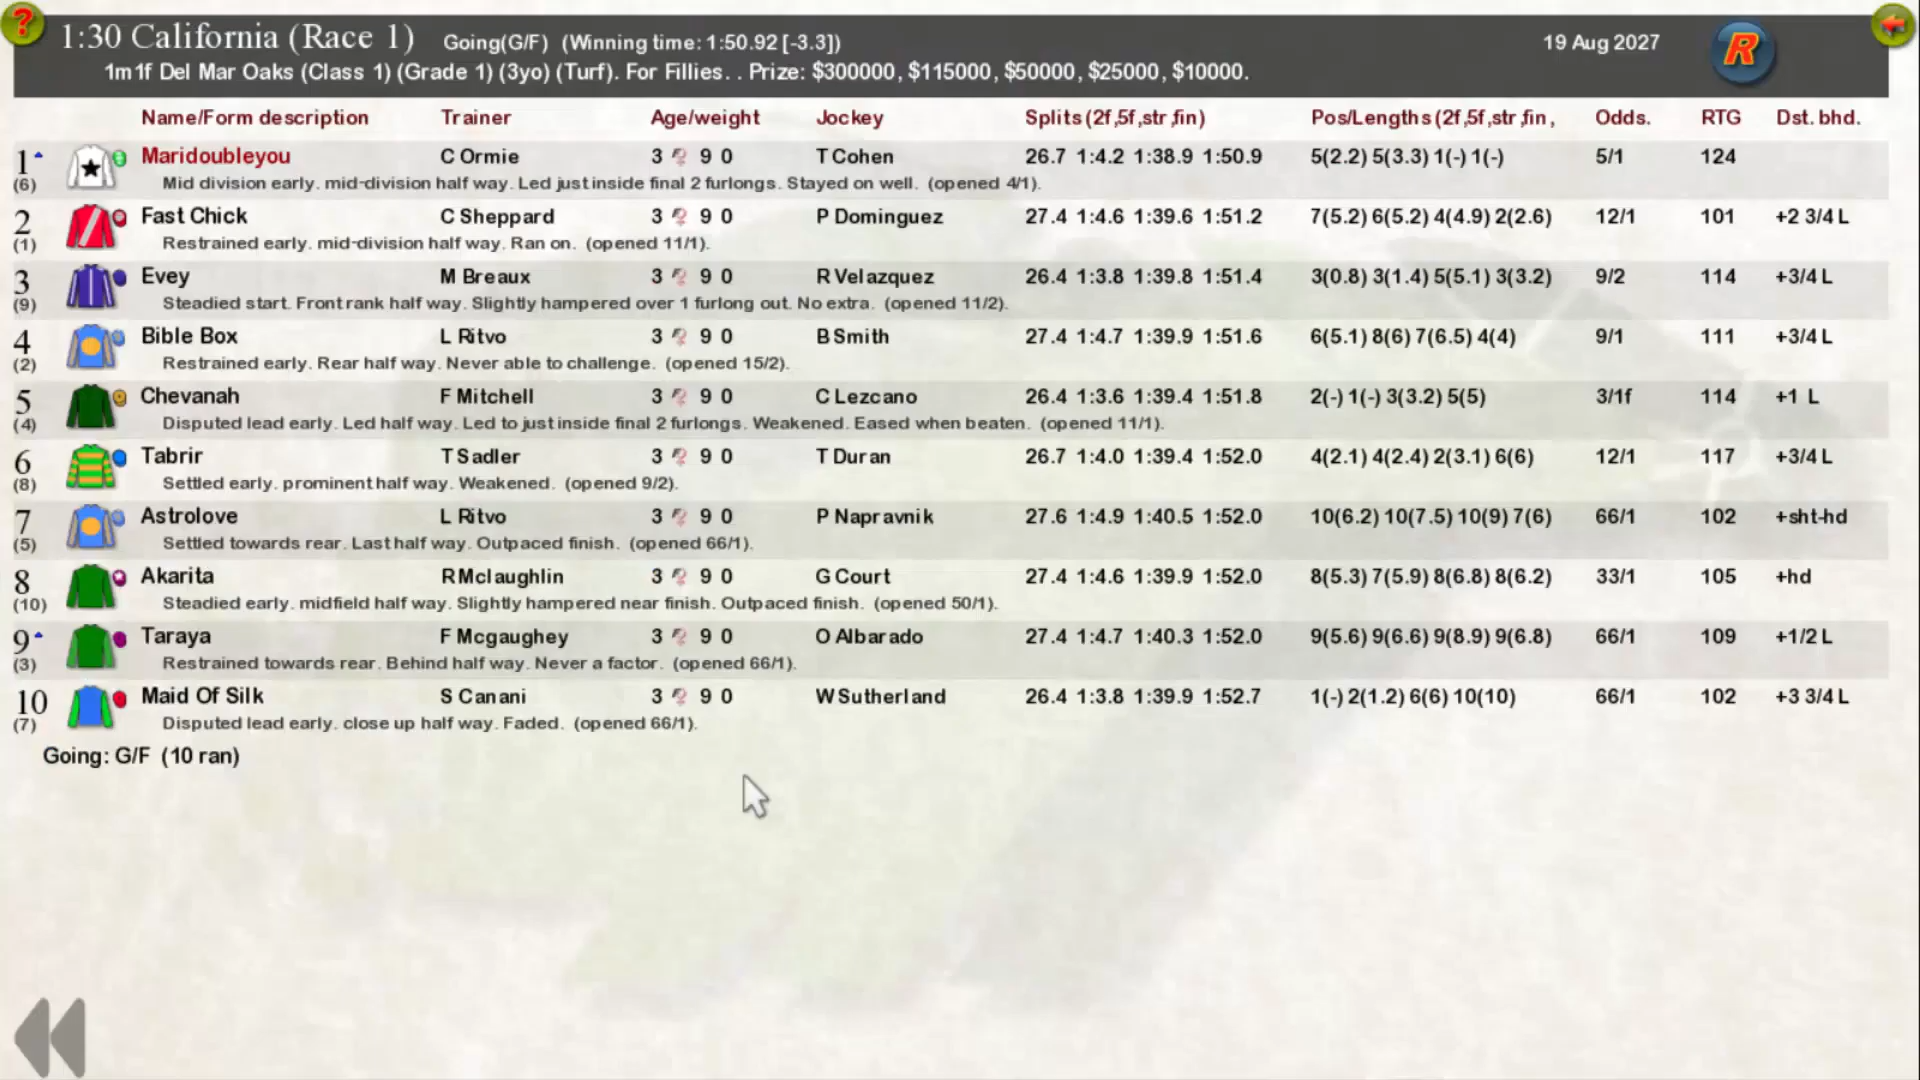 ?
1:30 California (Race 1) Going(G/F) (Winning time: 1:50.92 [-3.3]) 19 Aug 2027 R
1m1f Del Mar Oaks (Class 1) (Grade 1) (3yo) (Turf). For Fillies. . Prize: $300000, $115000, $50000, $25000, $10000.
Name/Form description Trainer Age/weight Jockey Splits (2f,5f,str,fin) Pos/Lengths (2f,5f,str,fin, Odds. RTG Dst. bhd.
1 Maridoubleyou C Ormie 3 9 0 T Cohen 26.7 1:4.2 1:38.9 1:50.9 5(2.2) 5(3.3) 1(-) 1(-) 5/1 124
(6) Mid division early. mid-division half way. Led just inside final 2 furlongs. Stayed on well. (opened 4/1).
2 Fast Chick C Sheppard 3 9 0 P Dominguez 27.4 1:4.6 1:39.6 1:51.2 7(5.2) 6(5.2) 4(4.9) 2(2.6) 12/1 101 +2 3/4 L
(1) Restrained early. mid-division half way. Ran on. (opened 11/1).
3 Evey M Breaux 3 9 0 R Velazquez 26.4 1:3.8 1:39.8 1:51.4 3(0.8) 3(1.4) 5(5.1) 3(3.2) 9/2 114 +3/4 L
(9) Steadied start. Front rank half way. Slightly hampered over 1 furlong out. No extra. (opened 11/2).
4 Bible Box L Ritvo 3 9 0 B Smith 27.4 1:4.7 1:39.9 1:51.6 6(5.1) 8(6) 7(6.5) 4(4) 9/1 111 +3/4 L
(2) Restrained early. Rear half way. Never able to challenge. (opened 15/2).
5 Chevanah F Mitchell 3 9 0 C Lezcano 26.4 1:3.6 1:39.4 1:51.8 2(-) 1(-) 3(3.2) 5(5) 3/1f 114 +1 L
(4) Disputed lead early. Led half way. Led to just inside final 2 furlongs. Weakened. Eased when beaten. (opened 11/1).
6 Tabrir T Sadler 3 9 0 T Duran 26.7 1:4.0 1:39.4 1:52.0 4(2.1) 4(2.4) 2(3.1) 6(6) 12/1 117 +3/4 L
(8) Settled early. prominent half way. Weakened. (opened 9/2).
7 Astrolove L Ritvo 3 9 0 P Napravnik 27.6 1:4.9 1:40.5 1:52.0 10(6.2) 10(7.5) 10(9) 7(6) 66/1 102 +sht-hd
(5) Settled towards rear. Last half way. Outpaced finish. (opened 66/1).
8 Akarita R Mclaughlin 3 9 0 G Court 27.4 1:4.6 1:39.9 1:52.0 8(5.3) 7(5.9) 8(6.8) 8(6.2) 33/1 105 +hd
(10) Steadied early. midfield half way. Slightly hampered near finish. Outpaced finish. (opened 50/1).
9 Taraya F Mcgaughey 3 9 0 O Albarado 27.4 1:4.7 1:40.3 1:52.0 9(5.6) 9(6.6) 9(8.9) 9(6.8) 66/1 109 +1/2 L
(3) Restrained towards rear. Behind half way. Never a factor. (opened 66/1).
10 Maid Of Silk S Canani 3 9 0 W Sutherland 26.4 1:3.8 1:39.9 1:52.7 1(-) 2(1.2) 6(6) 10(10) 66/1 102 +3 3/4 L
(7) Disputed lead early. close up half way. Faded. (opened 66/1).
Going: G/F (10 ran)